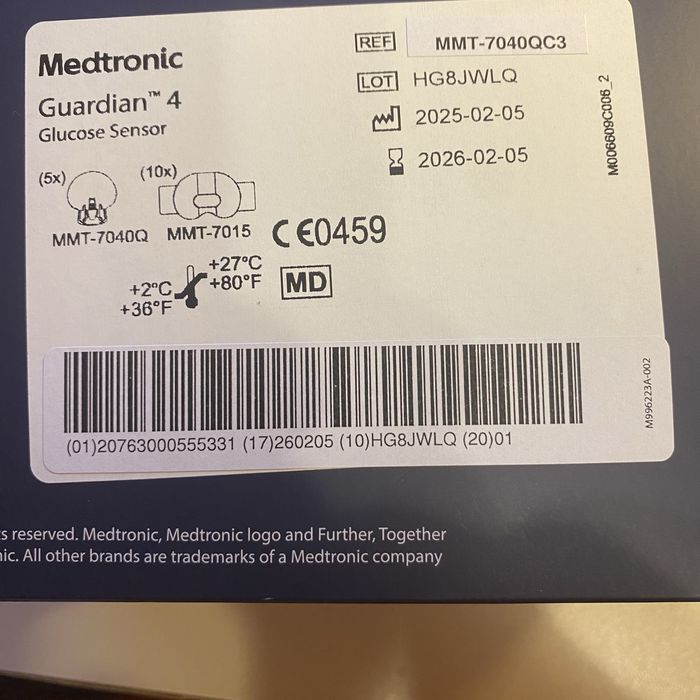 Medtronic
Guardian™ 4
Glucose Sensor
REF MMT-7040QC3
LOT HG8JWLQ
2025-02-05
2026-02-05
M006609C006_2
(5x) (10x)
MMT-7040Q MMT-7015
CE0459
+27°C
+80°F
+2°C
+36°F
MD
(01)20763000555331 (17)260205 (10)HG8JWLQ (20)01
M996223A-002
s reserved. Medtronic, Medtronic logo and Further, Together
ic. All other brands are trademarks of a Medtronic company